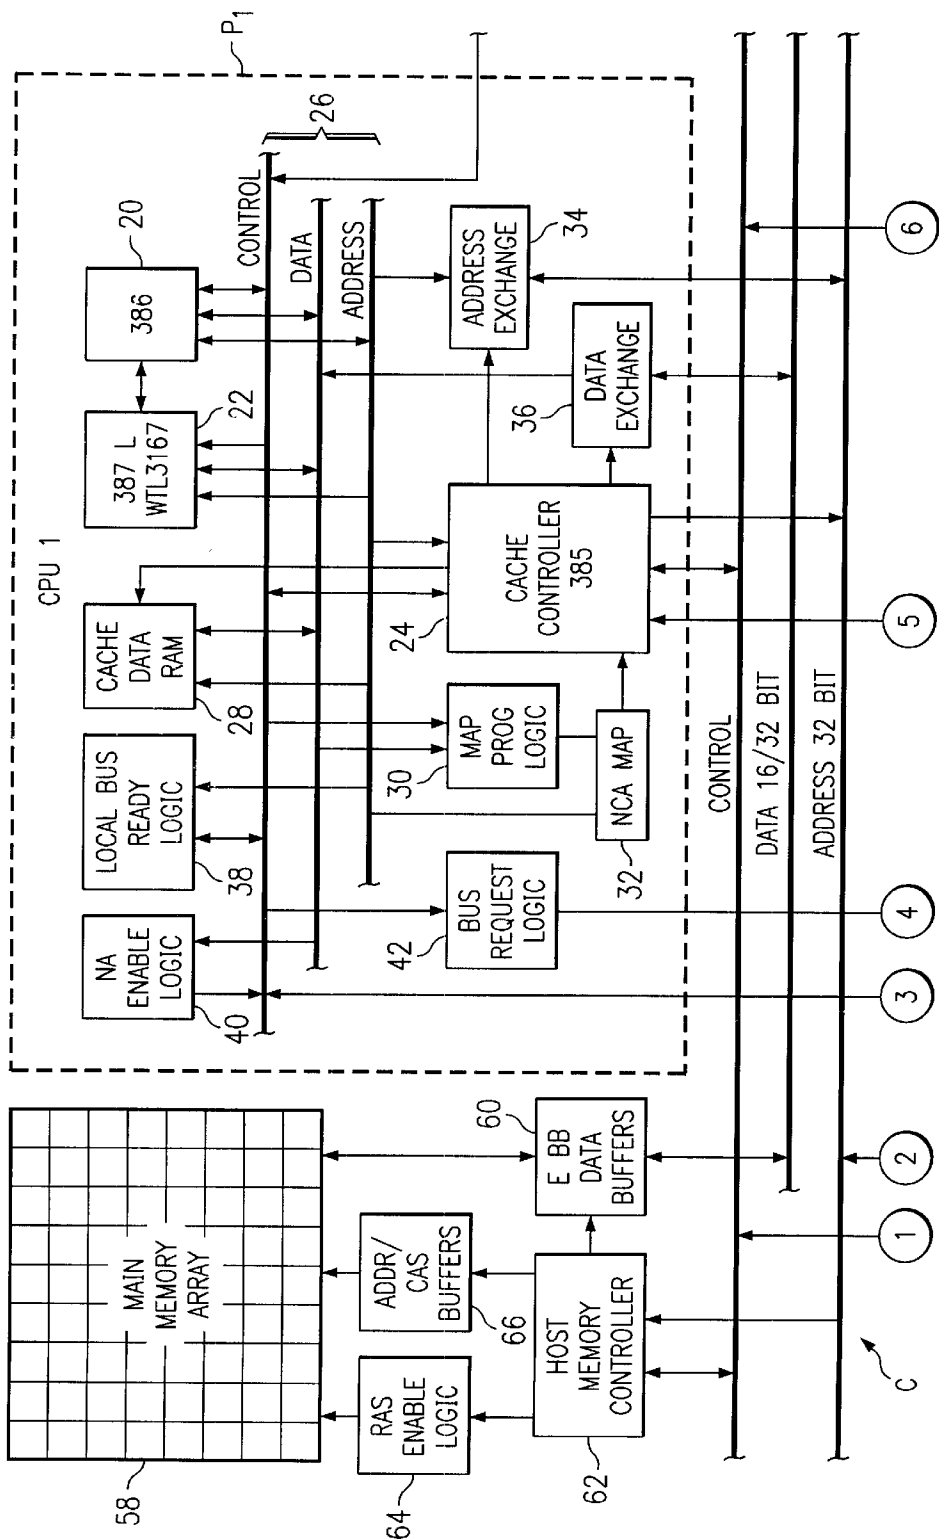 58
MAIN
MEMORY
ARRAY
RAS
ENABLE
LOGIC
64
ADDR/
CAS
BUFFERS
66
HOST
MEMORY
CONTROLLER
62
E BB
DATA
BUFFERS
60
P1
CPU 1
NA
ENABLE
LOGIC
40
LOCAL BUS
READY
LOGIC
38
CACHE
DATA
RAM
28
387 L
WTL3167
22
386
20
CONTROL
DATA
ADDRESS
26
BUS
REQUEST
LOGIC
42
MAP
PROG
LOGIC
30
NCA MAP
32
CACHE
CONTROLLER
385
24
DATA
EXCHANGE
36
ADDRESS
EXCHANGE
34
CONTROL
DATA 16/32 BIT
ADDRESS 32 BIT
C
1
2
3
4
5
6